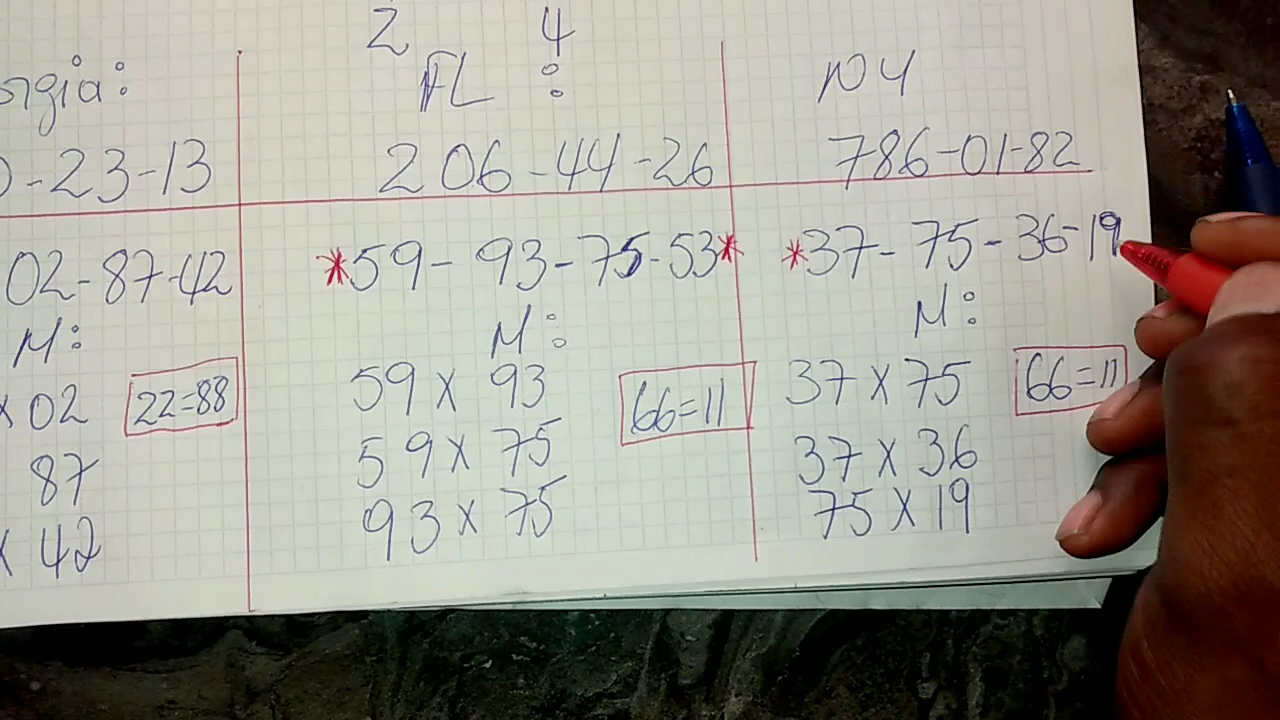 2 4
orgia: FL : NY
-23-13 206-44-26 786-01-82
02-87-42 *59-93-75-53* *37-75-36-19
M: M: M:
x 02 22=88 59 x 93 66=11 37 x 75 66=11
87 59 x 75 37 x 36
x 42 93 x 75 75 x 19